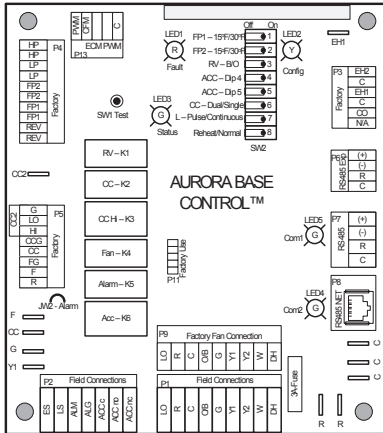 PWM
CFM
C
ECM PWM
P13
LED1
R
Fault
Off On
FP1 – 15°F/30°F 1
FP2 – 15°F/30°F 2
RV – B/O 3
ACC – Dip 4 4
ACC – Dip 5 5
CC – Dual/Single 6
L – Pulse/Continuous 7
Reheat/Normal 8
SW2
LED2
Y
Config
EH1
HP
HP
LP
LP
FP2
FP2
FP1
FP1
REV
REV
P4
Factory
SW1 Test
LED3
G
Status
P3
Factory
EH2
C
EH1
C
CO
N/A
RV – K1
CC – K2
CC Hi – K3
Fan – K4
Alarm – K5
Acc – K6
AURORA BASE
CONTROL™
P6
RS485 Exp
(+)
(-)
R
C
CC2
CC2
G
LO
HI
CCG
CC
FG
F
R
P5
Factory
JW2 - Alarm
Factory Use
P11
LED5
G
Com1
P7
RS485
(+)
(-)
R
C
LED4
G
Com2
P8
RS485 NET
F
CC
G
Y1
P9 Factory Fan Connection
LO R C O/B G Y1 Y2 W DH
P2 Field Connections
ES LS ALM ALG ACC c ACC no ACC nc
P1 Field Connections
LO R C O/B G Y1 Y2 W DH
3A-Fuse
C
C
C
R R